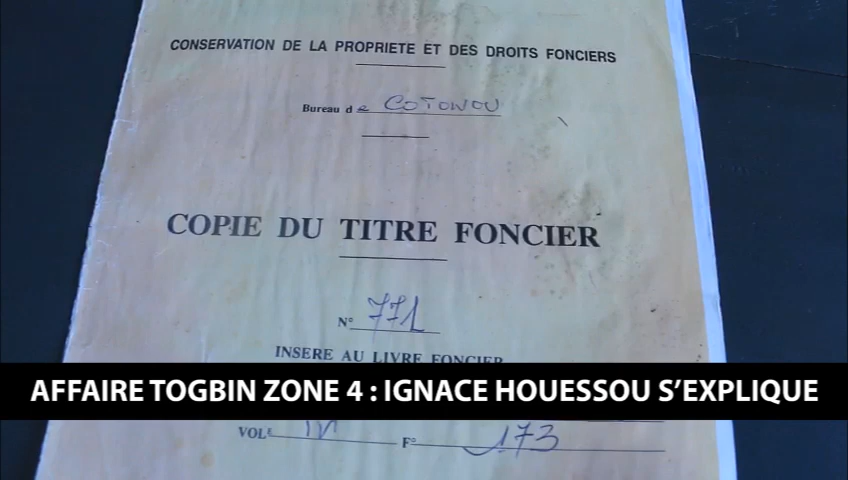 CONSERVATION DE LA PROPRIETE ET DES DROITS FONCIERS
Bureau de COTONOU
COPIE DU TITRE FONCIER
N° 771
INSERE AU LIVRE FONCIER
AFFAIRE TOGBIN ZONE 4 : IGNACE HOUESSOU S'EXPLIQUE
VOL. IV F° 173